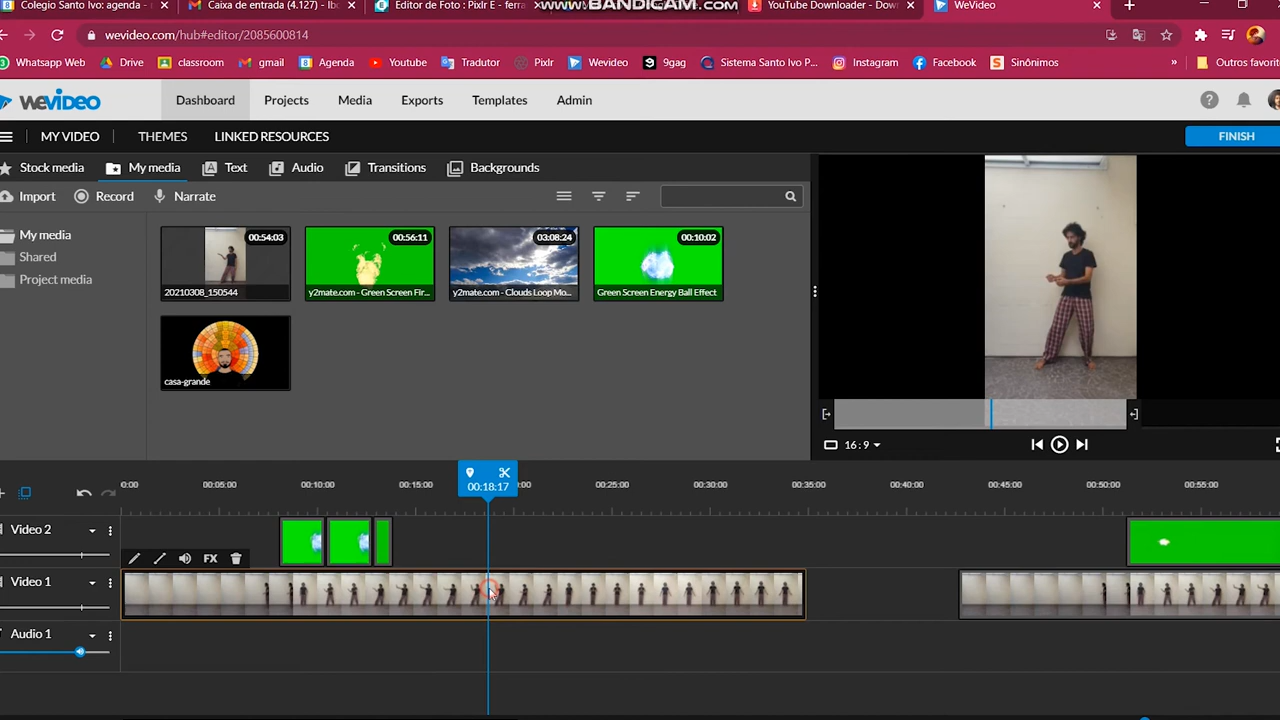 www.BANDICAM.com
Colegio Santo Ivo: agenda -
Caixa de entrada (4.127) - Ibo
Editor de Foto : Pixlr E - ferra
YouTube Downloader - Down
WeVideo
wevideo.com/hub#editor/2085600814
Whatsapp Web
Drive
classroom
gmail
Agenda
Youtube
Tradutor
Pixlr
Wevideo
9gag
Sistema Santo Ivo P...
Instagram
Facebook
Sinônimos
»
Outros favorit
WEVIDEO
Dashboard
Projects
Media
Exports
Templates
Admin
MY VIDEO
THEMES
LINKED RESOURCES
FINISH
Stock media
My media
Text
Audio
Transitions
Backgrounds
Import
Record
Narrate
My media
Shared
Project media
00:54:03
20210308_150544
00:56:11
y2mate.com - Green Screen Fir...
03:08:24
y2mate.com - Clouds Loop Mo...
00:10:02
Green Screen Energy Ball Effect
casa-grande
16:9
0:00
00:05:00
00:10:00
00:15:00
00:18:17
00:25:00
00:30:00
00:35:00
00:40:00
00:45:00
00:50:00
00:55:00
Video 2
FX
Video 1
Audio 1